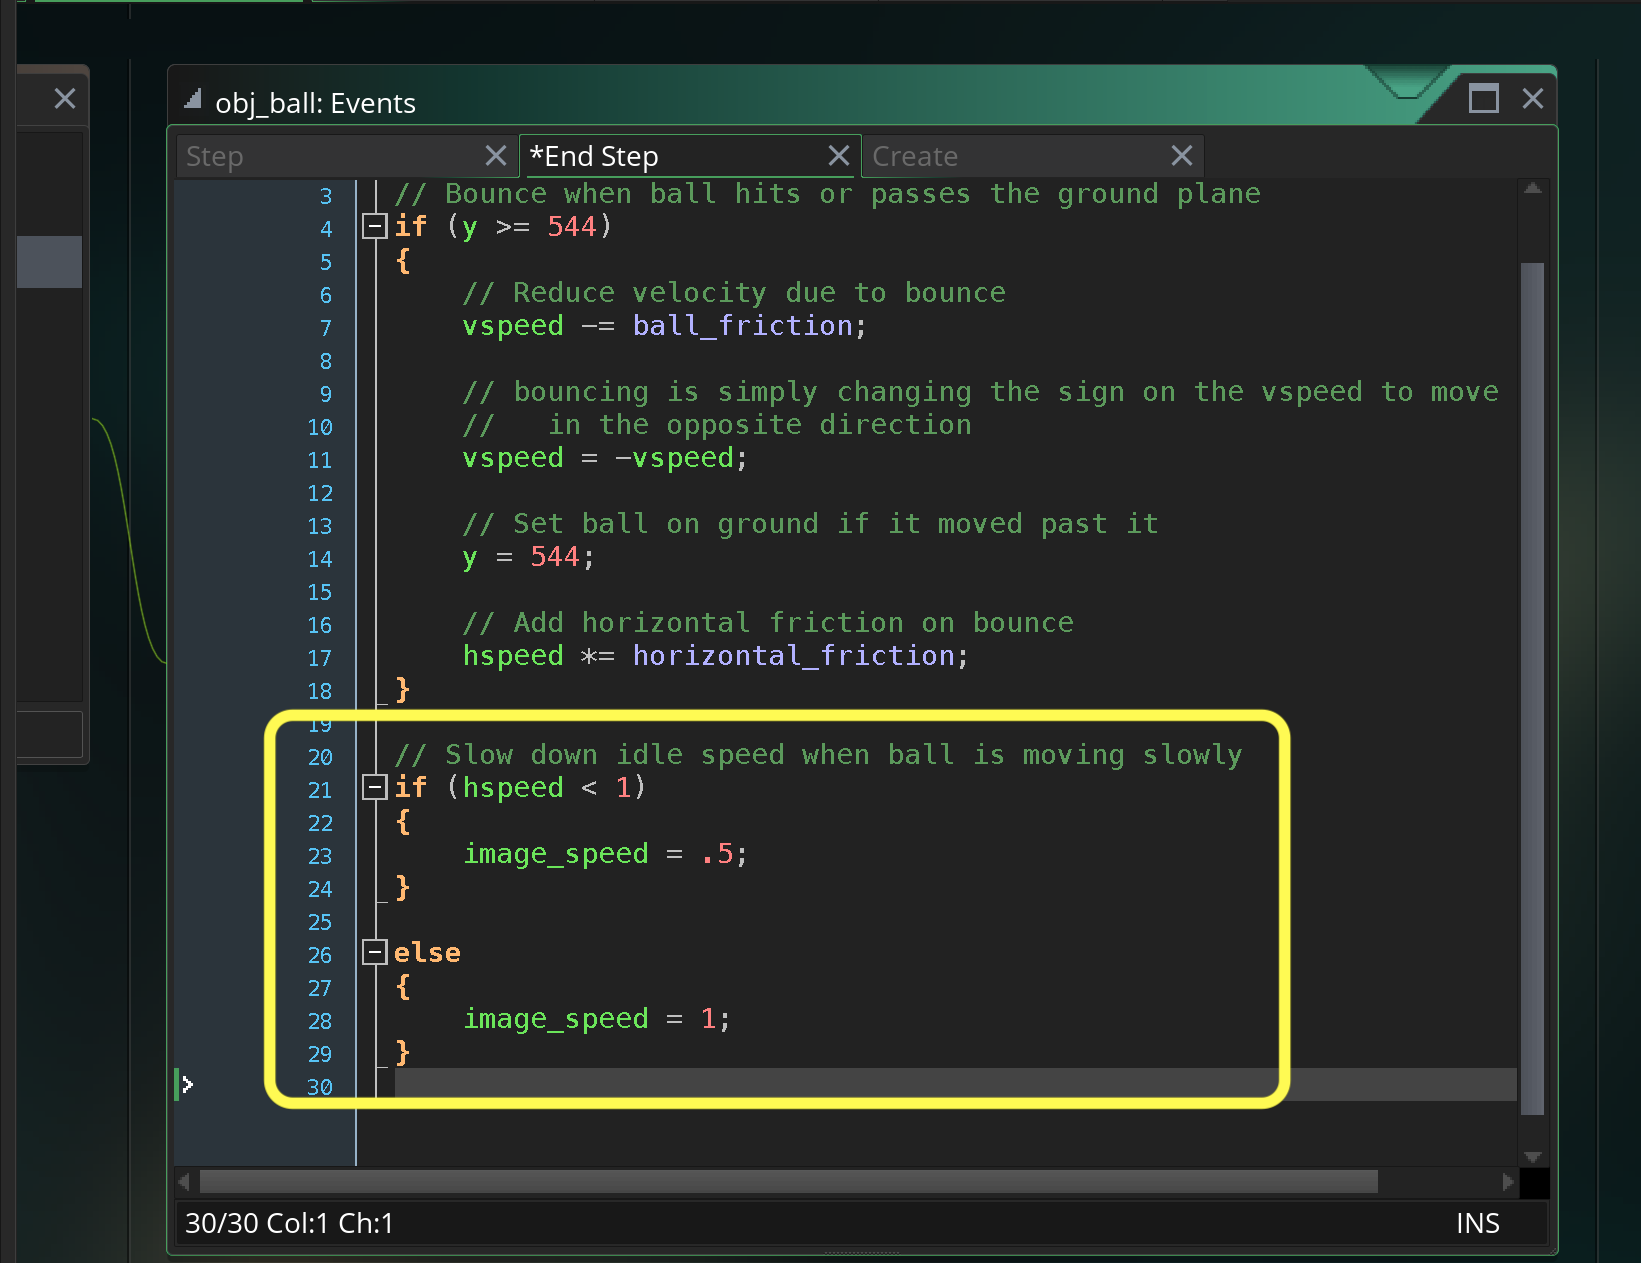 obj_ball: Events
Step
*End Step
Create
3 // Bounce when ball hits or passes the ground plane
4 if (y >= 544)
5 {
6 // Reduce velocity due to bounce
7 vspeed -= ball_friction;
8
9 // bouncing is simply changing the sign on the vspeed to move
10 //   in the opposite direction
11 vspeed = -vspeed;
12
13 // Set ball on ground if it moved past it
14 y = 544;
15
16 // Add horizontal friction on bounce
17 hspeed *= horizontal_friction;
18 }
19
20 // Slow down idle speed when ball is moving slowly
21 if (hspeed < 1)
22 {
23 image_speed = .5;
24 }
25
26 else
27 {
28 image_speed = 1;
29 }
30
30/30 Col:1 Ch:1
INS